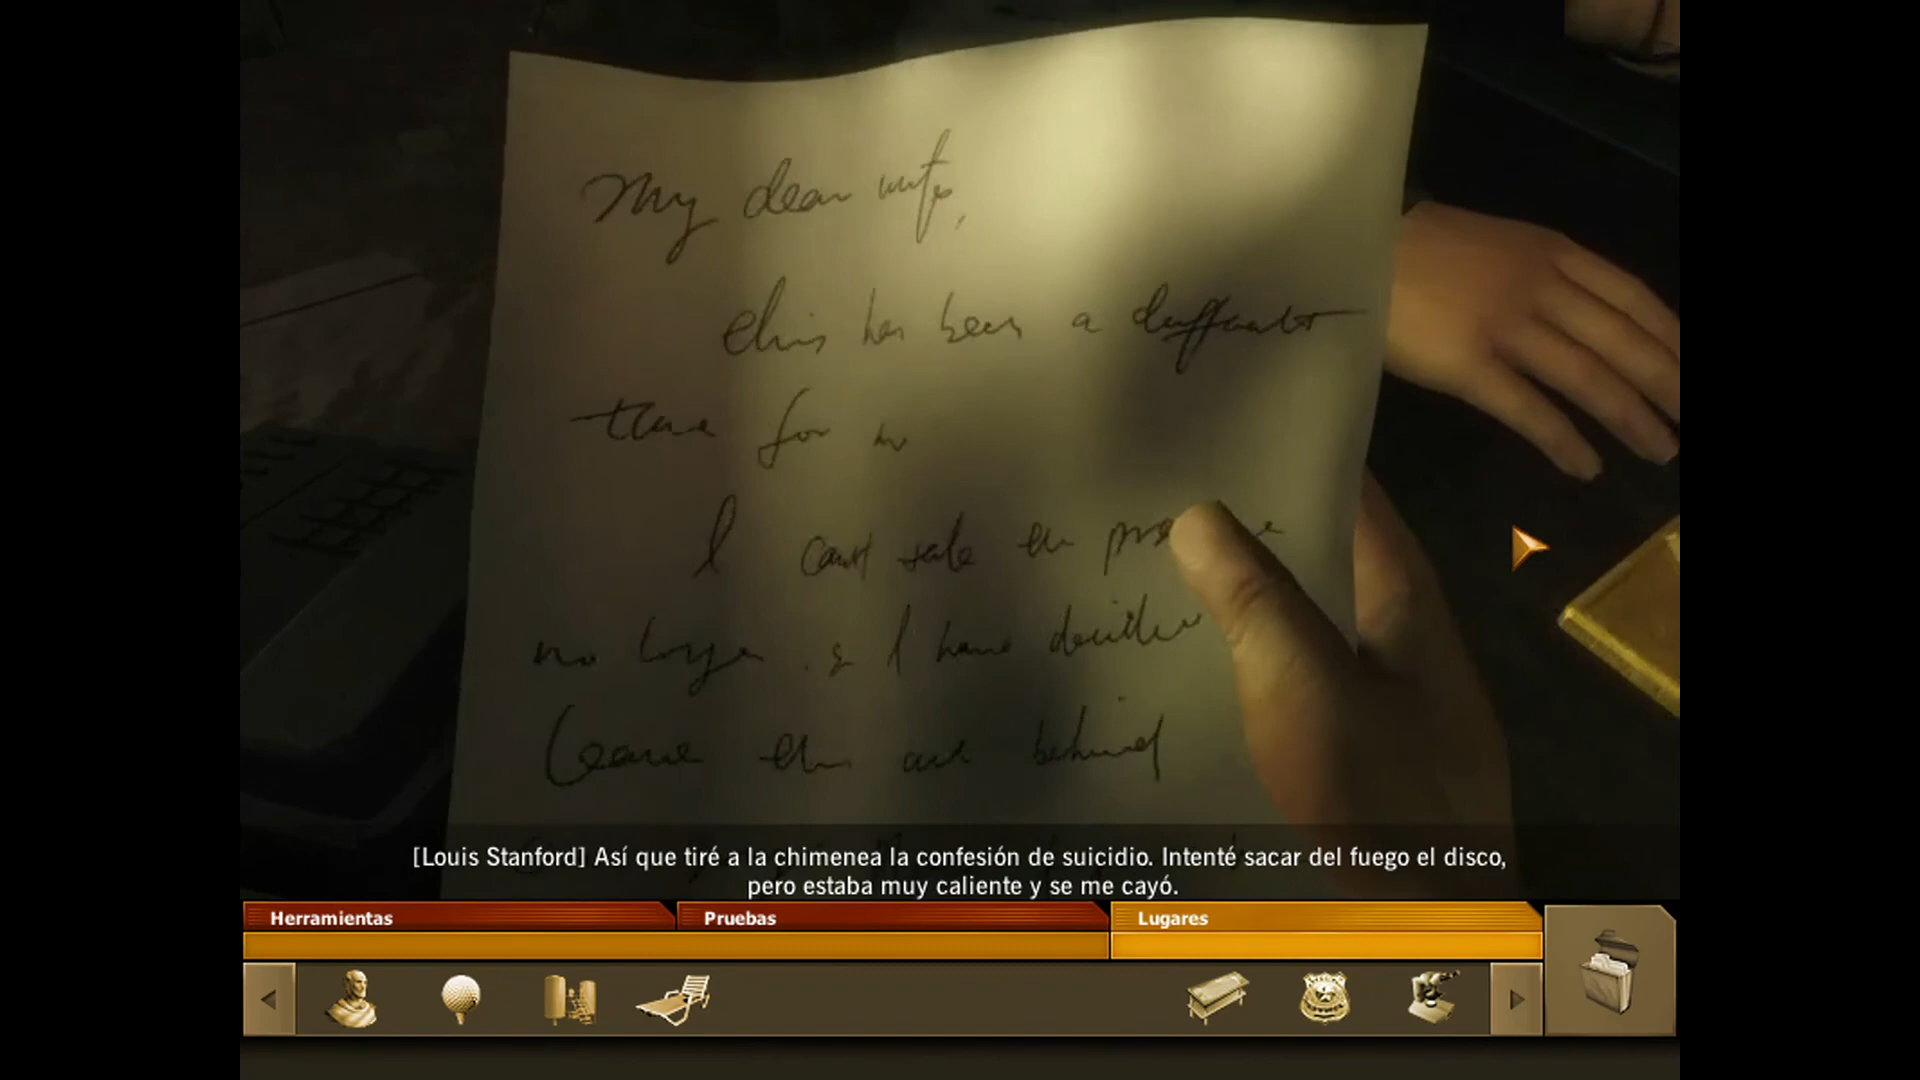 My dear wife,
this has been a difficult
time for
I can't take the
no longer. so I have decided
leave this all behind
[Louis Stanford] Así que tiré a la chimenea la confesión de suicidio. Intenté sacar del fuego el disco,
pero estaba muy caliente y se me cayó.
Herramientas
Pruebas
Lugares